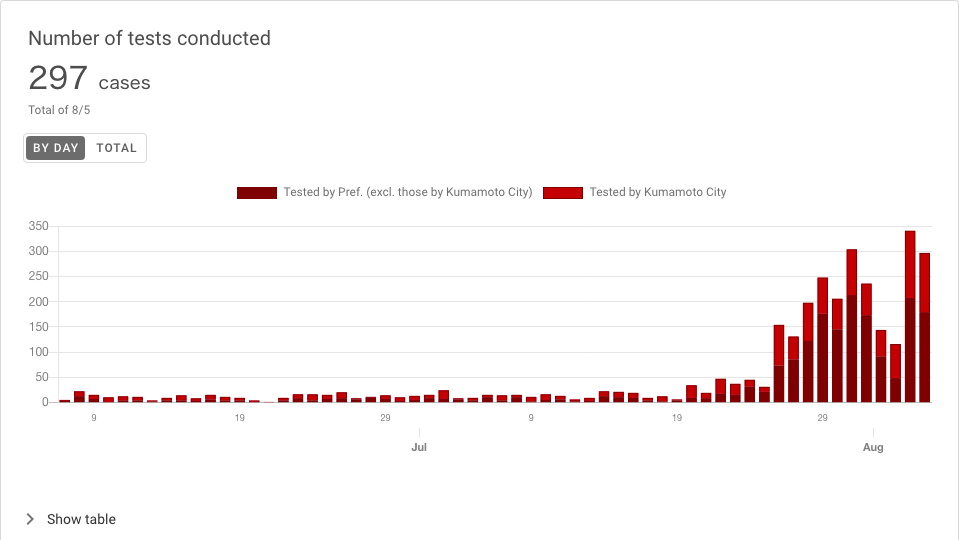 Number of tests conducted
297 cases
Total of 8/5
BY DAY TOTAL
Tested by Pref. (excl. those by Kumamoto City) Tested by Kumamoto City
350
300
250
200
150
100
50
0
9 19 29 9 19 29
Jul Aug
Show table